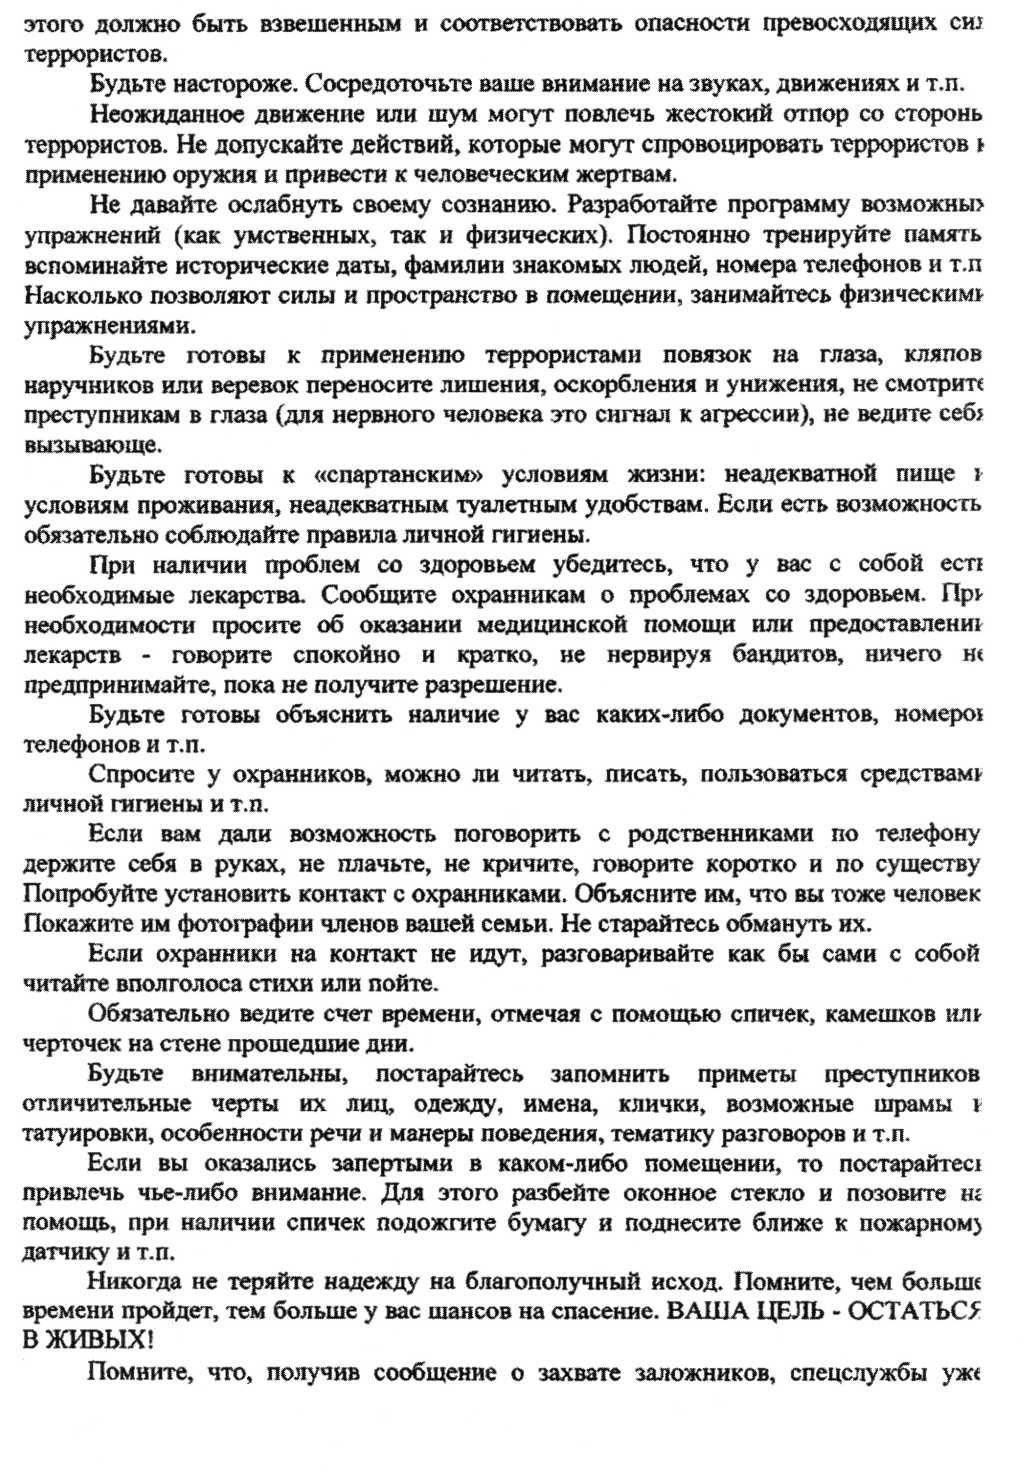 этого должно быть взвешенным и соответствовать опасности превосходящих сил
террористов.
Будьте настороже. Сосредоточьте ваше внимание на звуках, движениях и т.п.
Неожиданное движение или шум могут повлечь жестокий отпор со стороны
террористов. Не допускайте действий, которые могут спровоцировать террористов к
применению оружия и привести к человеческим жертвам.
Не давайте ослабнуть своему сознанию. Разработайте программу возможных
упражнений (как умственных, так и физических). Постоянно тренируйте память
вспоминайте исторические даты, фамилии знакомых людей, номера телефонов и т.п
Насколько позволяют силы и пространство в помещении, занимайтесь физическими
упражнениями.
Будьте готовы к применению террористами повязок на глаза, кляпов
наручников или веревок переносите лишения, оскорбления и унижения, не смотрите
преступникам в глаза (для нервного человека это сигнал к агрессии), не ведите себя
вызывающе.
Будьте готовы к «спартанским» условиям жизни: неадекватной пище и
условиям проживания, неадекватным туалетным удобствам. Если есть возможность
обязательно соблюдайте правила личной гигиены.
При наличии проблем со здоровьем убедитесь, что у вас с собой есть
необходимые лекарства. Сообщите охранникам о проблемах со здоровьем. При
необходимости просите об оказании медицинской помощи или предоставлении
лекарств - говорите спокойно и кратко, не нервируя бандитов, ничего не
предпринимайте, пока не получите разрешение.
Будьте готовы объяснить наличие у вас каких-либо документов, номеров
телефонов и т.п.
Спросите у охранников, можно ли читать, писать, пользоваться средствами
личной гигиены и т.п.
Если вам дали возможность поговорить с родственниками по телефону
держите себя в руках, не плачьте, не кричите, говорите коротко и по существу
Попробуйте установить контакт с охранниками. Объясните им, что вы тоже человек
Покажите им фотографии членов вашей семьи. Не старайтесь обмануть их.
Если охранники на контакт не идут, разговаривайте как бы сами с собой
читайте вполголоса стихи или пойте.
Обязательно ведите счет времени, отмечая с помощью спичек, камешков или
черточек на стене прошедшие дни.
Будьте внимательны, постарайтесь запомнить приметы преступников
отличительные черты их лиц, одежду, имена, клички, возможные шрамы и
татуировки, особенности речи и манеры поведения, тематику разговоров и т.п.
Если вы оказались запертыми в каком-либо помещении, то постарайтесь
привлечь чье-либо внимание. Для этого разбейте оконное стекло и позовите на
помощь, при наличии спичек подожгите бумагу и поднесите ближе к пожарному
датчику и т.п.
Никогда не теряйте надежду на благополучный исход. Помните, чем больше
времени пройдет, тем больше у вас шансов на спасение. ВАША ЦЕЛЬ - ОСТАТЬСЯ
В ЖИВЫХ!
Помните, что, получив сообщение о захвате заложников, спецслужбы уже